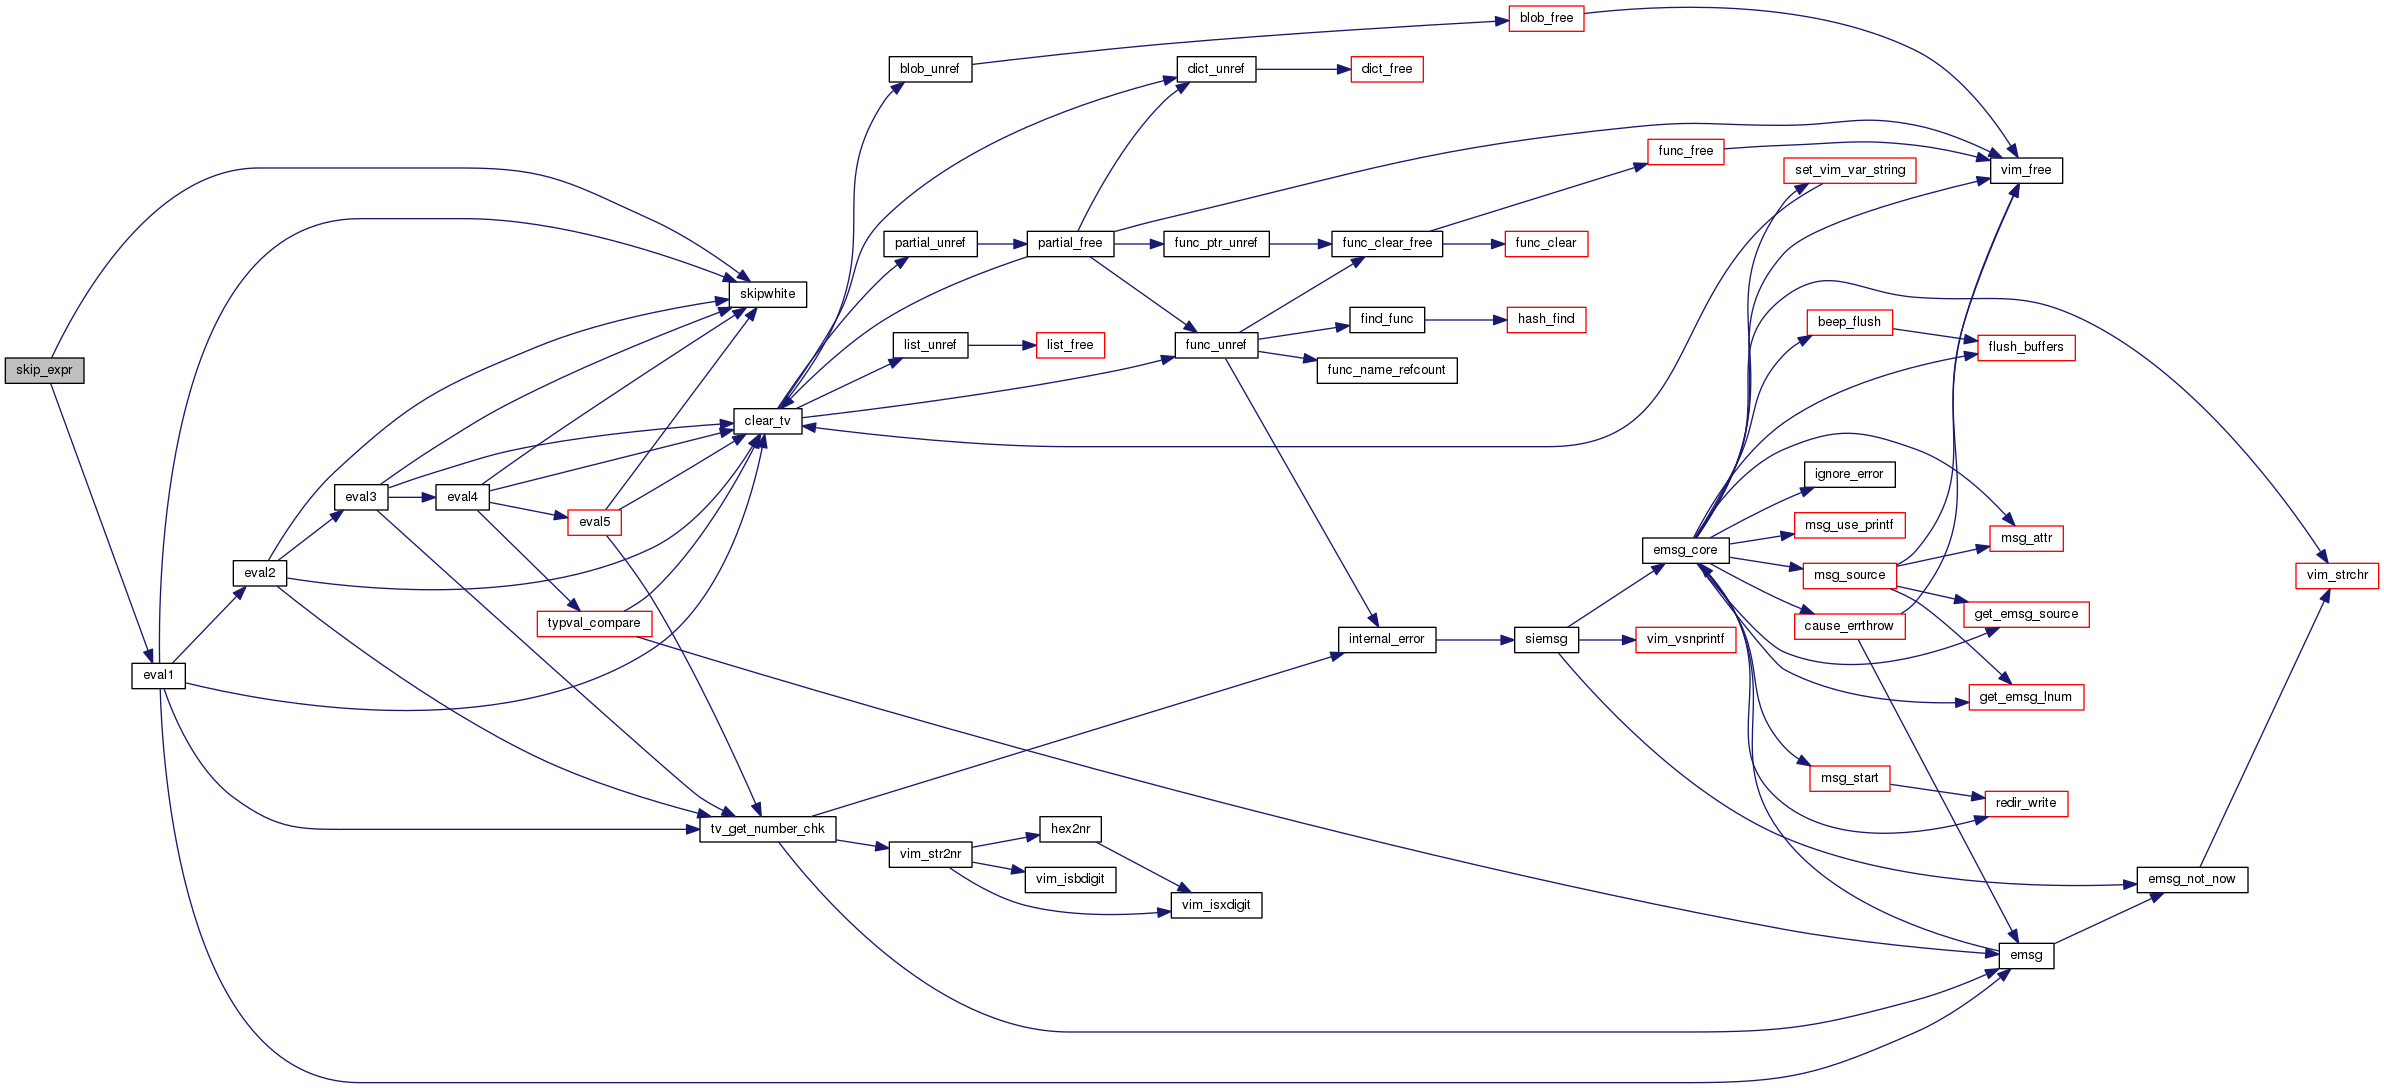 blob_free
blob_unref
dict_unref
dict_free
func_free
set_vim_var_string
vim_free
partial_unref
partial_free
func_ptr_unref
func_clear_free
func_clear
skipwhite
find_func
hash_find
beep_flush
skip_expr
list_unref
list_free
func_unref
flush_buffers
func_name_refcount
clear_tv
ignore_error
eval3
eval4
eval5
msg_use_printf
msg_attr
emsg_core
eval2
msg_source
vim_strchr
typval_compare
get_emsg_source
cause_errthrow
internal_error
siemsg
vim_vsnprintf
eval1
get_emsg_lnum
msg_start
redir_write
tv_get_number_chk
hex2nr
vim_str2nr
vim_isbdigit
emsg_not_now
vim_isxdigit
emsg